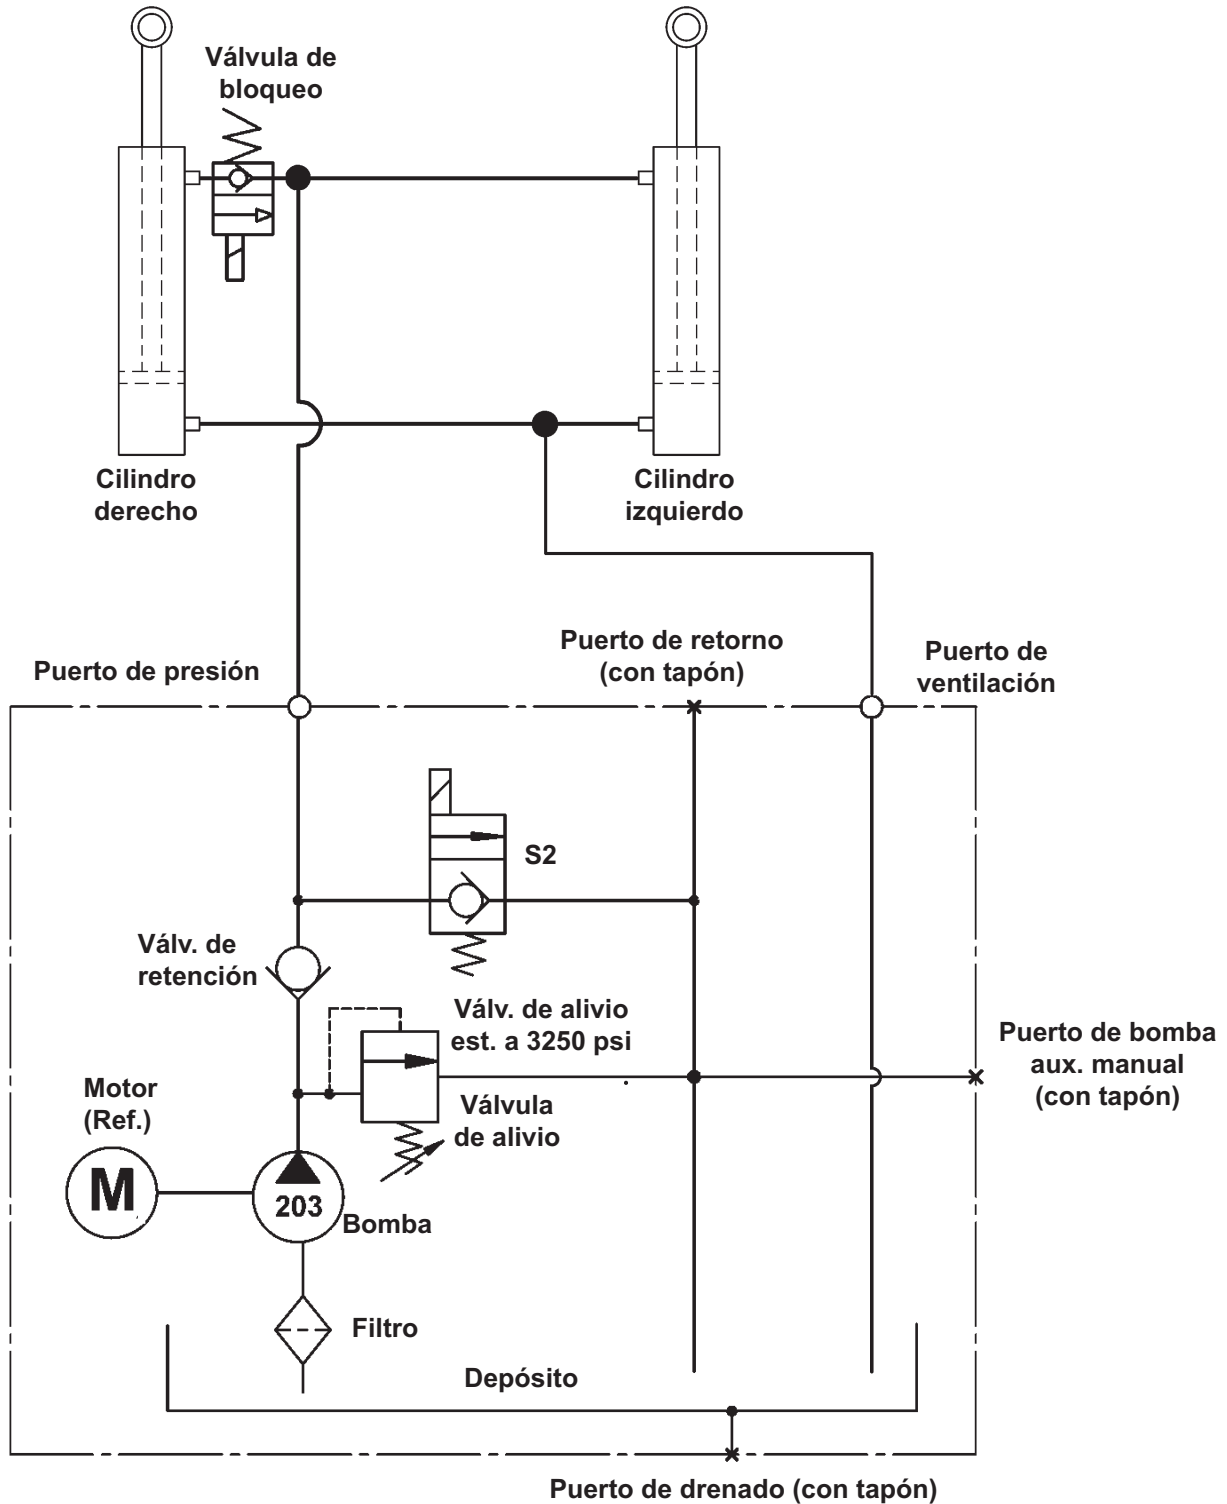 Válvula de
bloqueo
Cilindro
derecho
Cilindro
izquierdo
Puerto de retorno
(con tapón)
Puerto de presión
Puerto de
ventilación
S2
Válv. de
retención
Válv. de alivio
est. a 3250 psi
Puerto de bomba
aux. manual
(con tapón)
Motor
(Ref.)
Válvula
de alivio
M
203
Bomba
Filtro
Depósito
Puerto de drenado (con tapón)